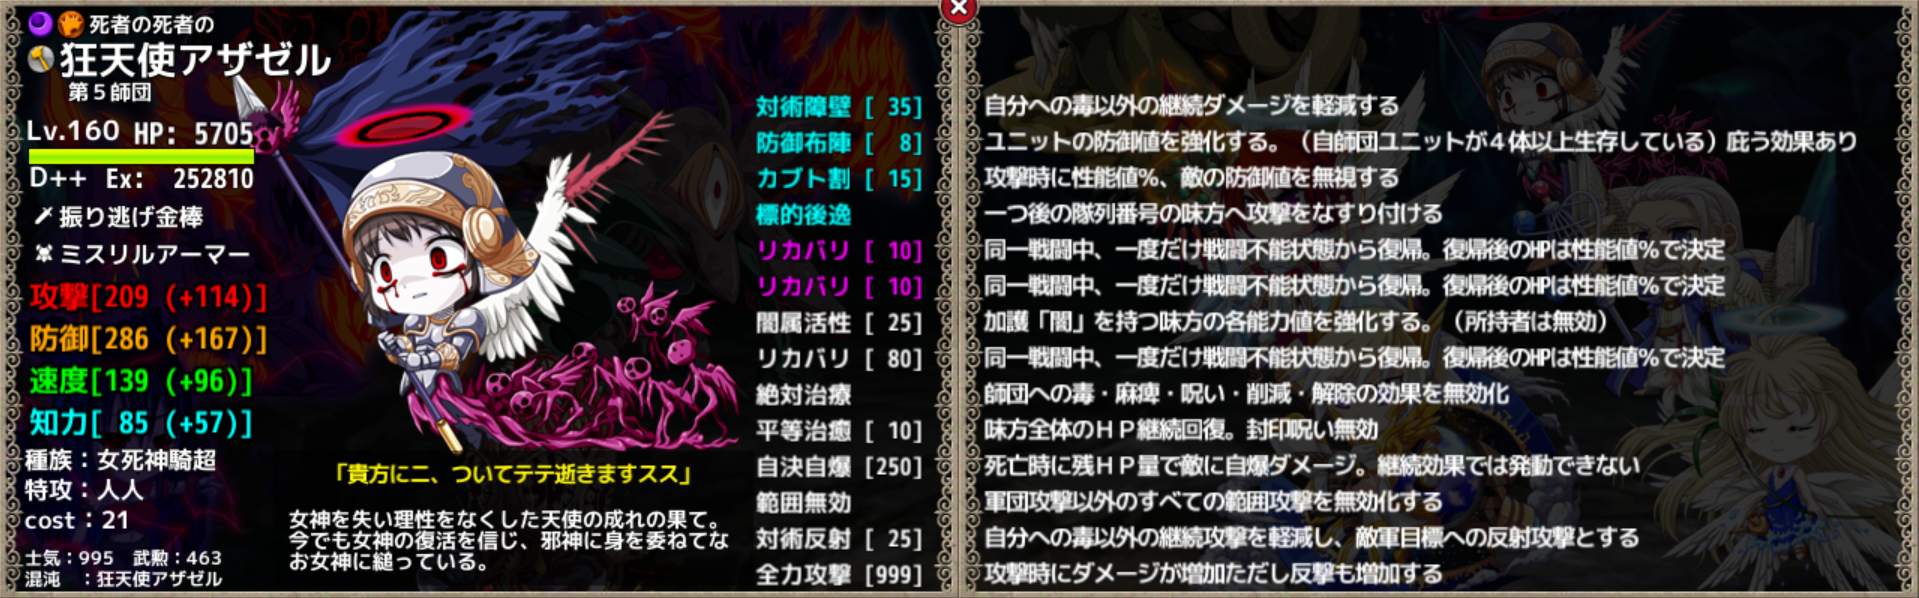 死者の死者の
狂天使アザゼル
第５師団
Lv.160 HP: 5705
D++ Ex: 252810
振り逃げ金棒
ミスリルアーマー
攻撃[209 (+114)]
防御[286 (+167)]
速度[139 (+96)]
知力[ 85 (+57)]
種族：女死神騎超
特攻：人人
cost：21
士気：995 武勲：463
混沌 ：狂天使アザゼル
「貴方にニ、ついてテテ逝きますスス」
女神を失い理性をなくした天使の成れの果て。
今でも女神の復活を信じ、邪神に身を委ねてな
お女神に縋っている。
対術障壁 [ 35] 自分への毒以外の継続ダメージを軽減する
防御布陣 [ 8] ユニットの防御値を強化する。（自師団ユニットが４体以上生存している）庇う効果あり
カブト割 [ 15] 攻撃時に性能値%、敵の防御値を無視する
標的後逸 一つ後の隊列番号の味方へ攻撃をなすり付ける
リカバリ [ 10] 同一戦闘中、一度だけ戦闘不能状態から復帰。復帰後のHPは性能値%で決定
リカバリ [ 10] 同一戦闘中、一度だけ戦闘不能状態から復帰。復帰後のHPは性能値%で決定
闇属活性 [ 25] 加護「闇」を持つ味方の各能力値を強化する。（所持者は無効）
リカバリ [ 80] 同一戦闘中、一度だけ戦闘不能状態から復帰。復帰後のHPは性能値%で決定
絶対治療 師団への毒・麻痺・呪い・削減・解除の効果を無効化
平等治癒 [ 10] 味方全体のＨＰ継続回復。封印呪い無効
自決自爆 [250] 死亡時に残ＨＰ量で敵に自爆ダメージ。継続効果では発動できない
範囲無効 軍団攻撃以外のすべての範囲攻撃を無効化する
対術反射 [ 25] 自分への毒以外の継続攻撃を軽減し、敵軍目標への反射攻撃とする
全力攻撃 [999] 攻撃時にダメージが増加ただし反撃も増加する